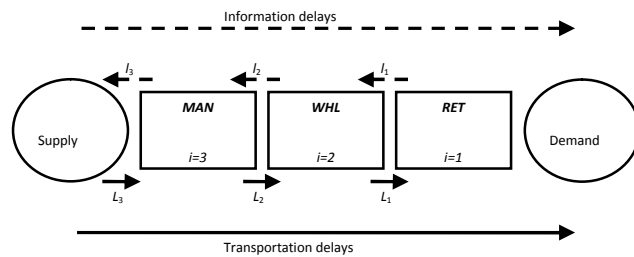 Information delays
l₃
l₂
l₁
MAN
WHL
RET
Supply
Demand
i=3
i=2
i=1
L₃
L₂
L₁
Transportation delays